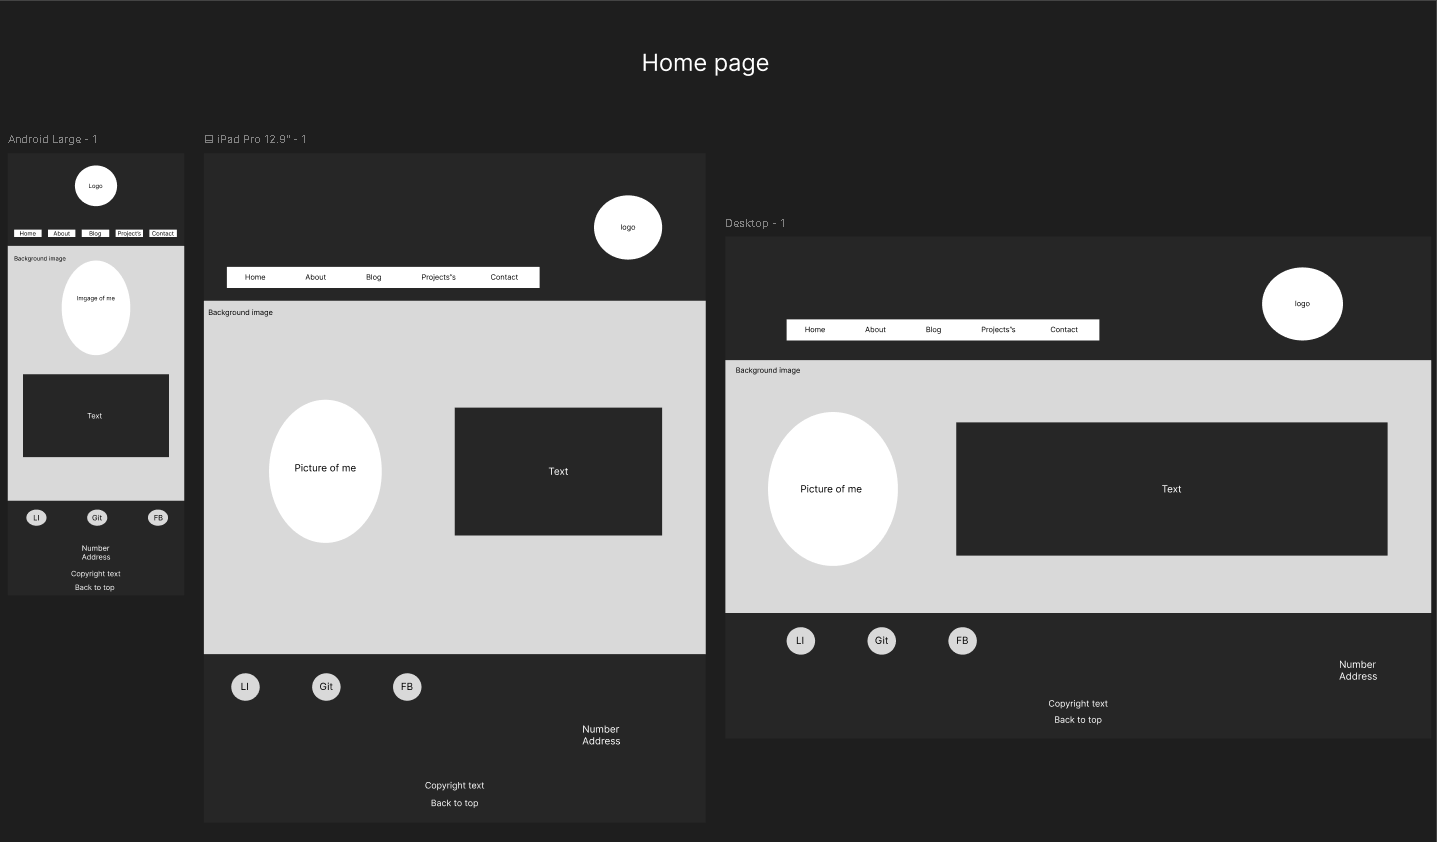 Home page
Android Large - 1
Logo
Home About Blog Project's Contact
Background image
Imgage of me
Text
LI Git FB
Number
Address
Copyright text
Back to top
iPad Pro 12.9" - 1
logo
Home About Blog Projects"s Contact
Background image
Picture of me
Text
LI Git FB
Number
Address
Copyright text
Back to top
Desktop - 1
logo
Home About Blog Projects"s Contact
Background image
Picture of me
Text
LI Git FB
Number
Address
Copyright text
Back to top